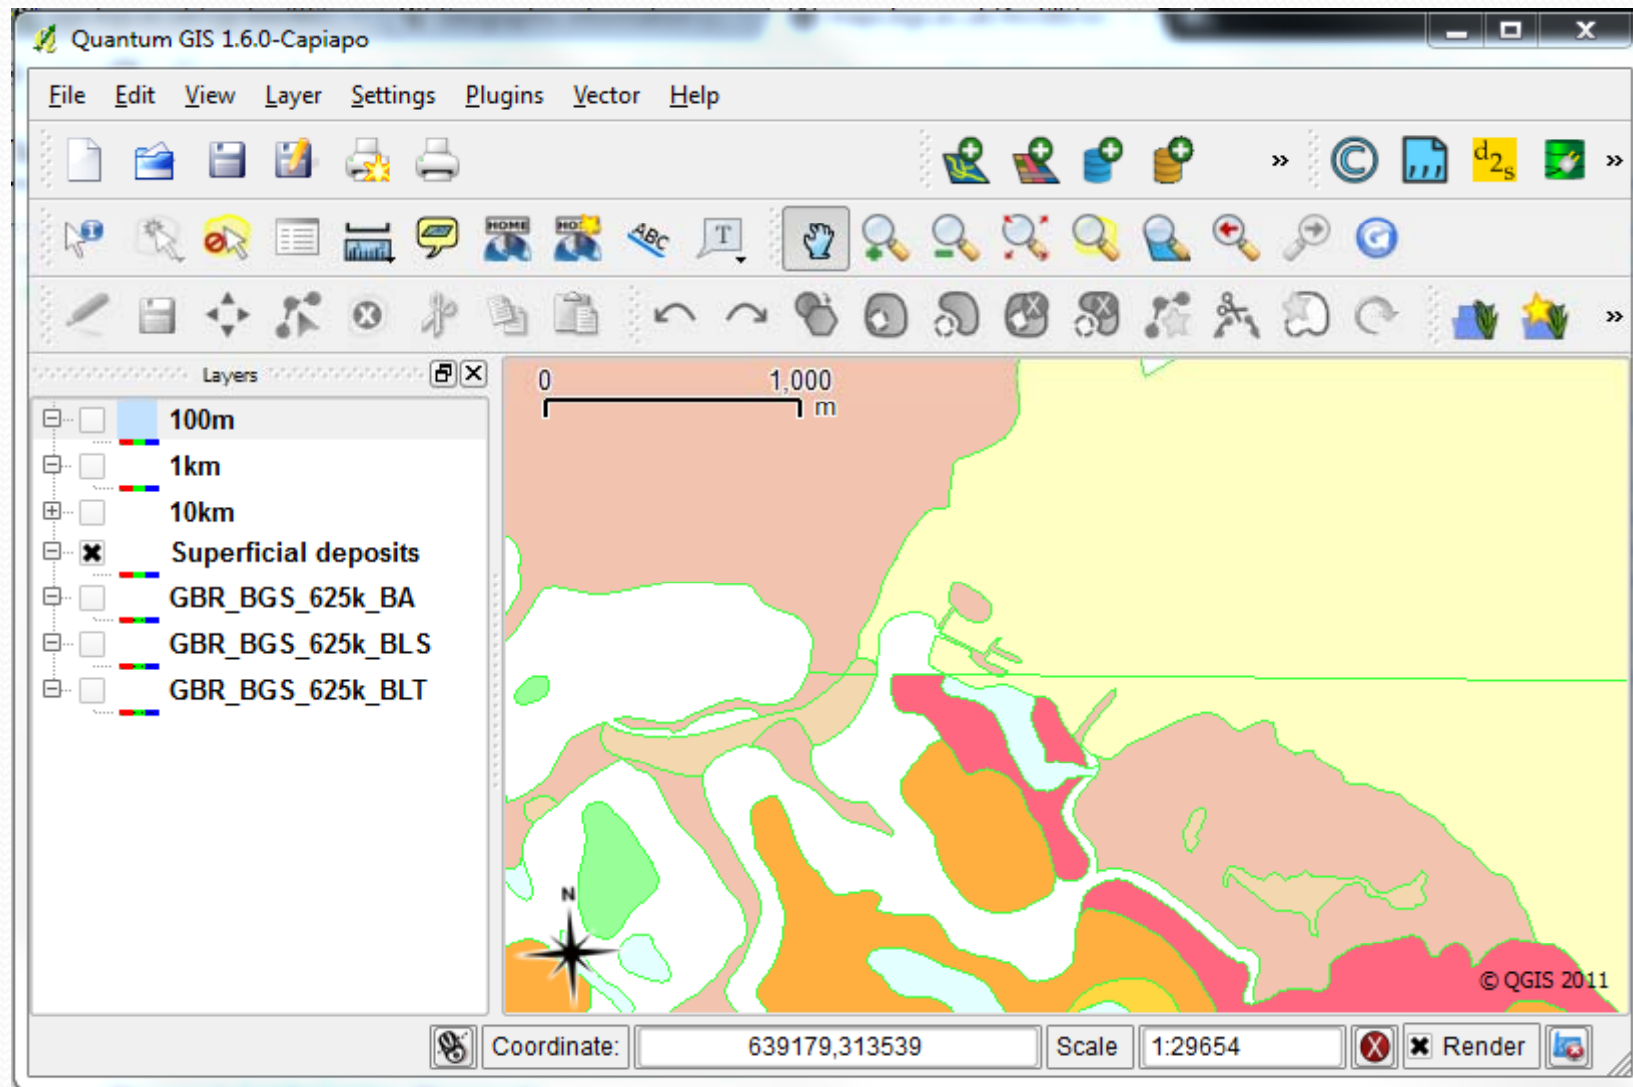 Quantum GIS 1.6.0-Capiapo
File Edit View Layer Settings Plugins Vector Help
» d2s »
HOME ABC T
»
Layers
0 1,000
m
100m
1km
10km
Superficial deposits
GBR_BGS_625k_BA
GBR_BGS_625k_BLS
GBR_BGS_625k_BLT
N
© QGIS 2011
Coordinate: 639179,313539 Scale 1:29654 Render